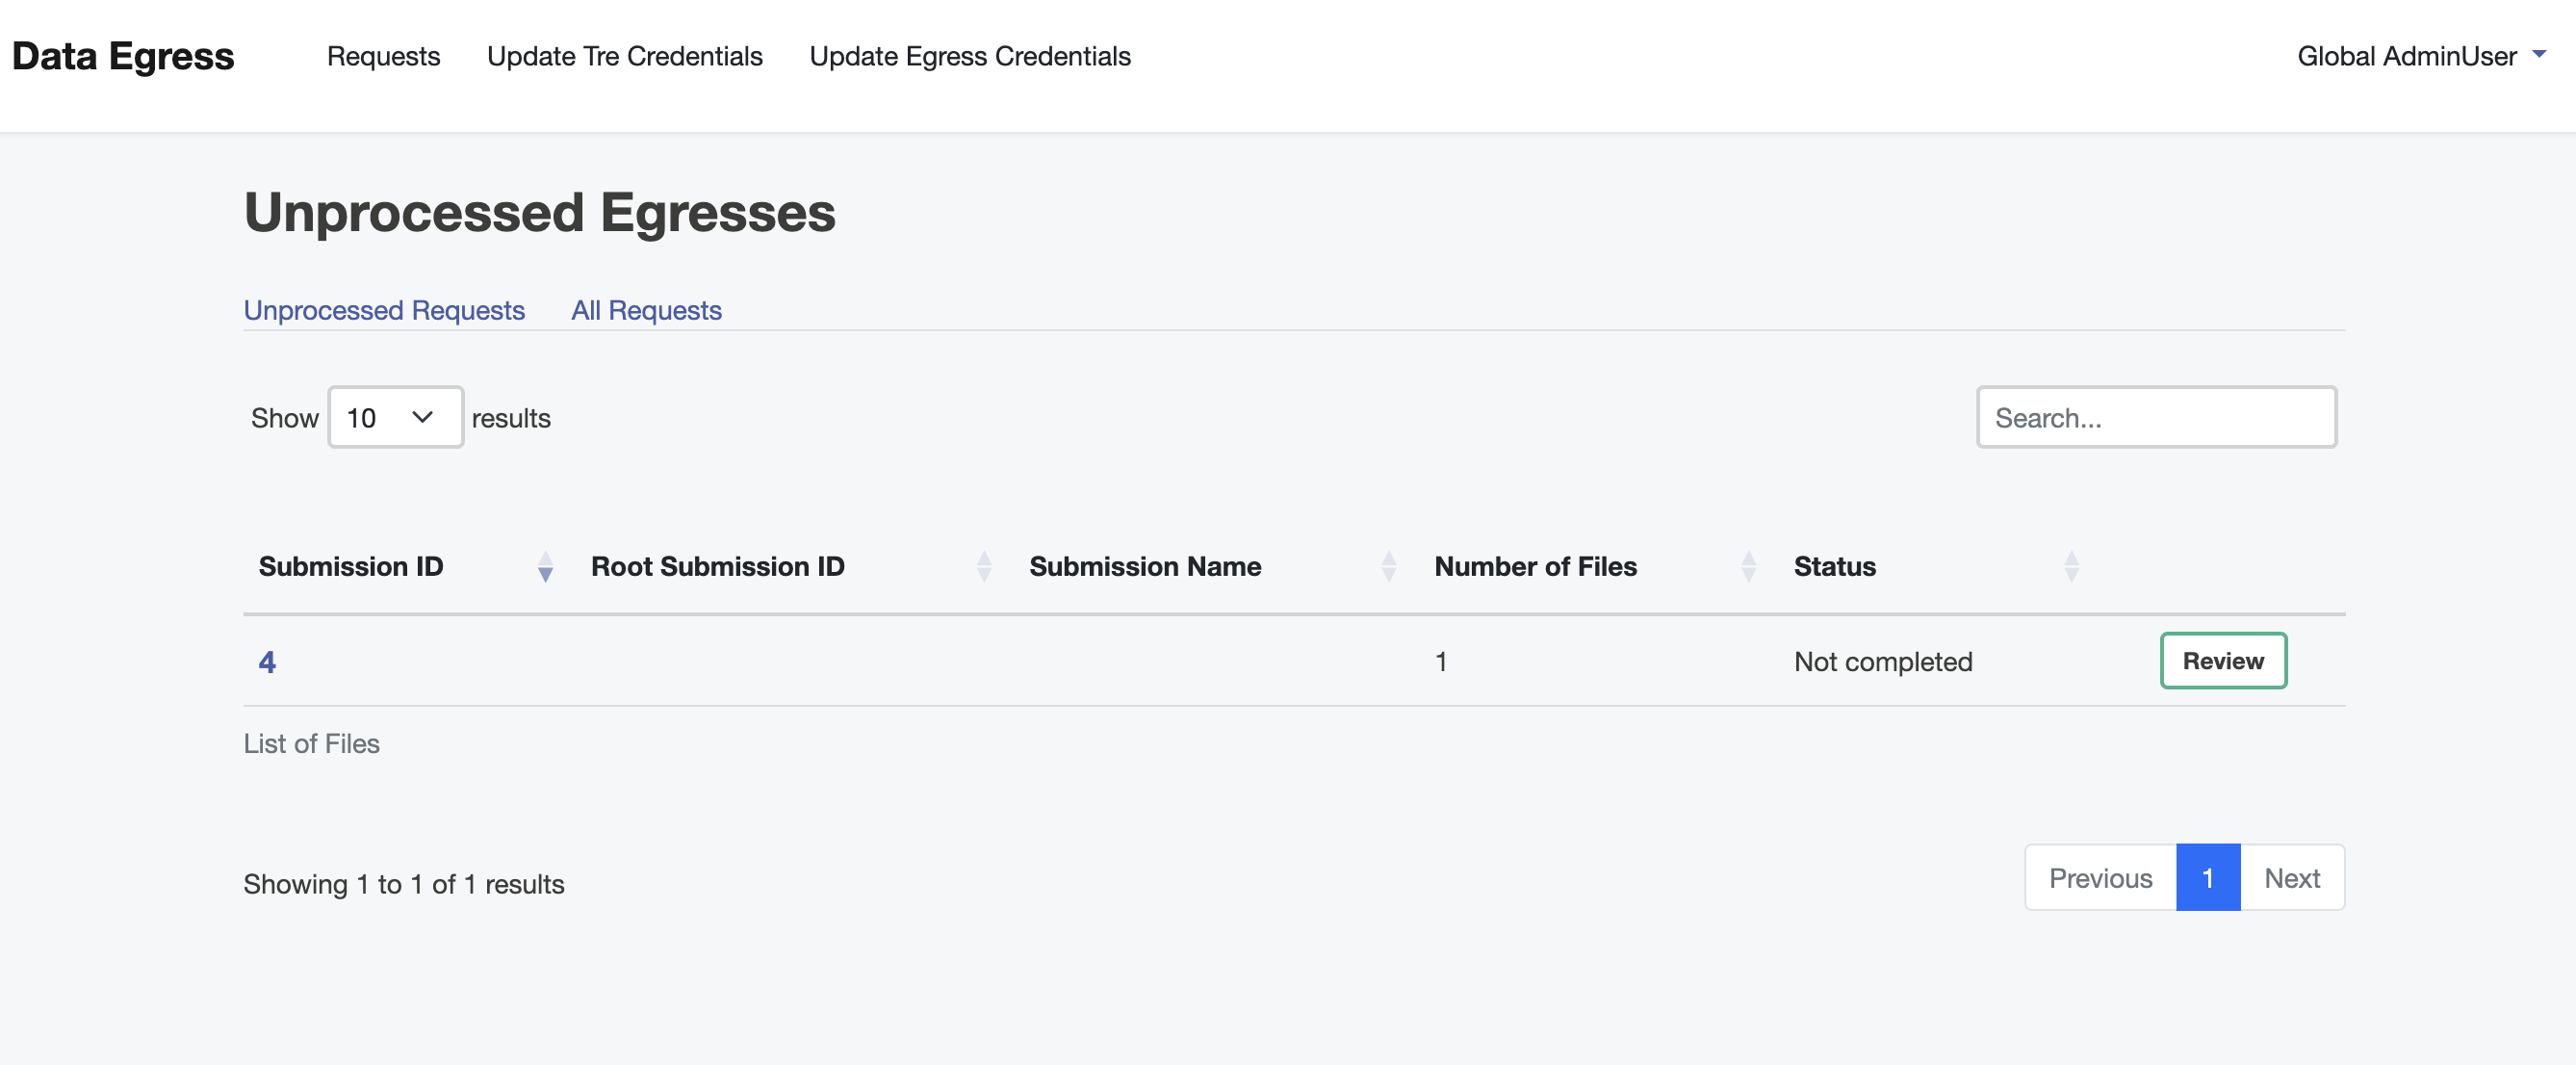 Data Egress Requests Update Tre Credentials Update Egress Credentials Global AdminUser
Unprocessed Egresses
Unprocessed Requests All Requests
Show 10 results Search...
Submission ID Root Submission ID Submission Name Number of Files Status
4 1 Not completed Review
List of Files
Showing 1 to 1 of 1 results Previous 1 Next